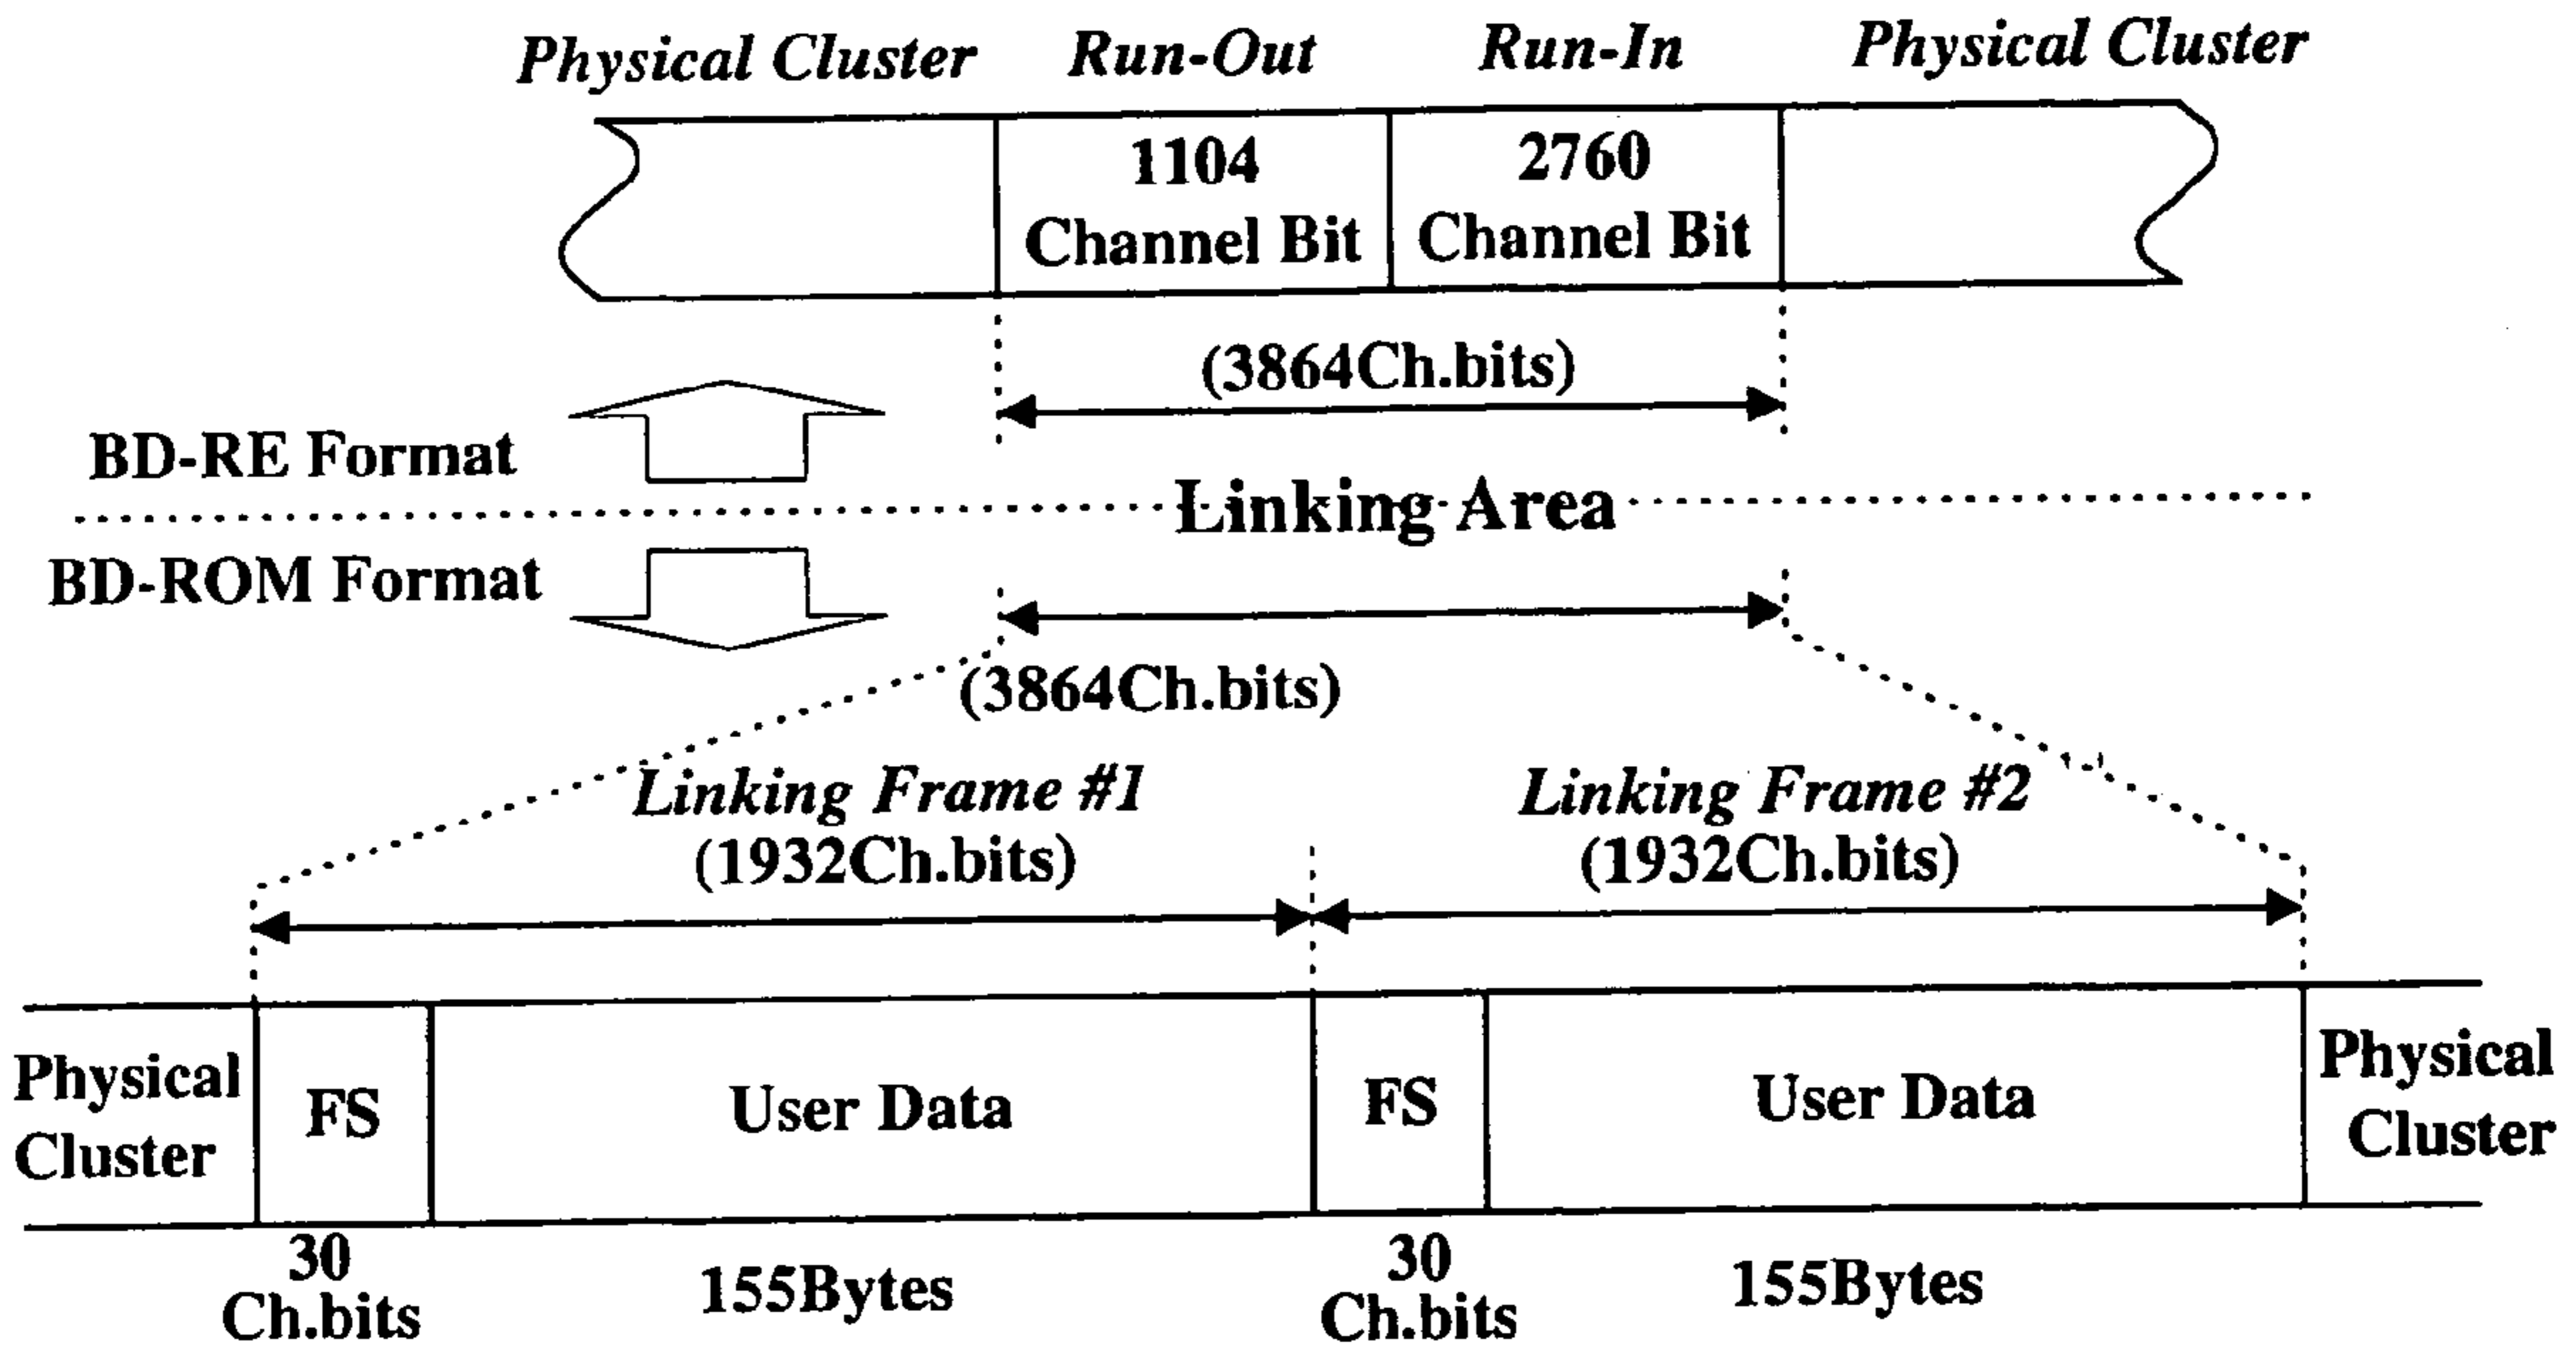 Physical Cluster Run-Out Run-In Physical Cluster
1104 2760
Channel Bit Channel Bit
(3864Ch.bits)
BD-RE Format
Linking Area
BD-ROM Format
(3864Ch.bits)
Linking Frame #1 Linking Frame #2
(1932Ch.bits) (1932Ch.bits)
Physical FS User Data FS User Data Physical
Cluster Cluster
30 155Bytes 30 155Bytes
Ch.bits Ch.bits